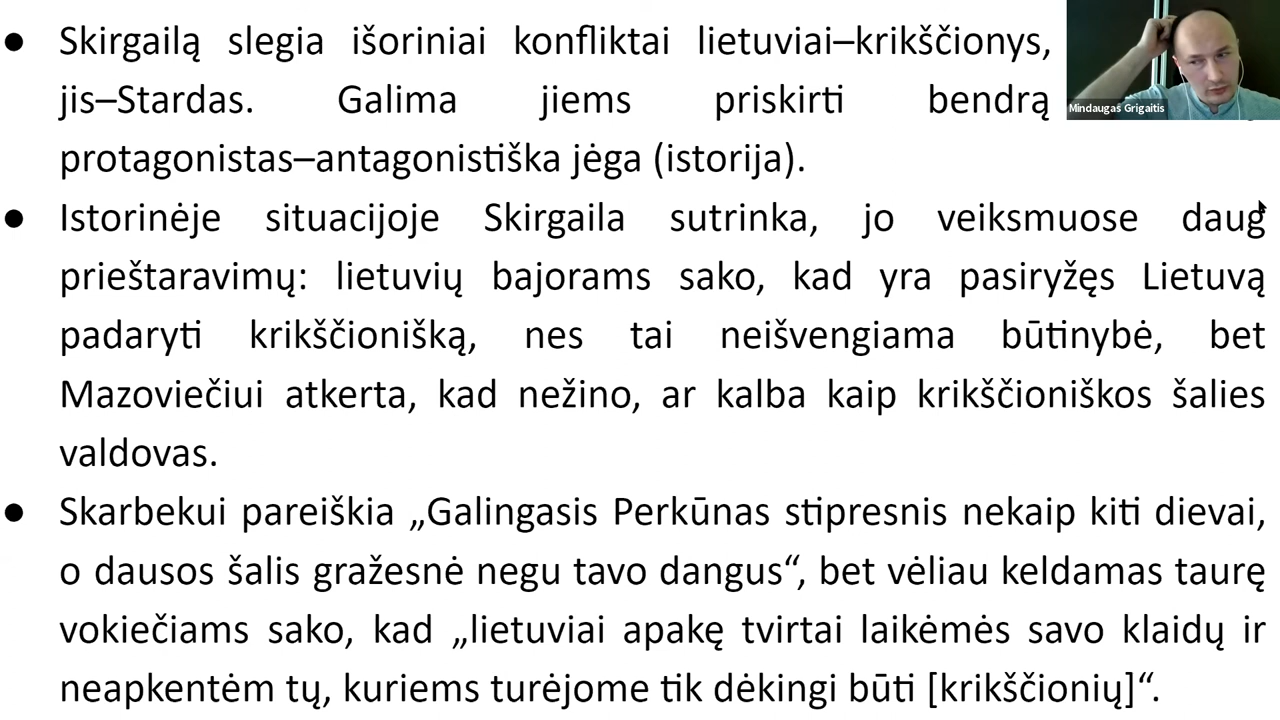 ● Skirgailą slegia išoriniai konfliktai lietuviai–krikščionys,
jis–Stardas. Galima jiems priskirti bendrą
protagonistas–antagonistiška jėga (istorija).
● Istorinėje situacijoje Skirgaila sutrinka, jo veiksmuose daug
prieštaravimų: lietuvių bajorams sako, kad yra pasiryžęs Lietuvą
padaryti krikščionišką, nes tai neišvengiama būtinybė, bet
Mazoviečiui atkerta, kad nežino, ar kalba kaip krikščioniškos šalies
valdovas.
● Skarbekui pareiškia „Galingasis Perkūnas stipresnis nekaip kiti dievai,
o dausos šalis gražesnė negu tavo dangus“, bet vėliau keldamas taurę
vokiečiams sako, kad „lietuviai apakę tvirtai laikėmės savo klaidų ir
neapkentėm tų, kuriems turėjome tik dėkingi būti [krikščionių]“.
Mindaugas Grigaitis